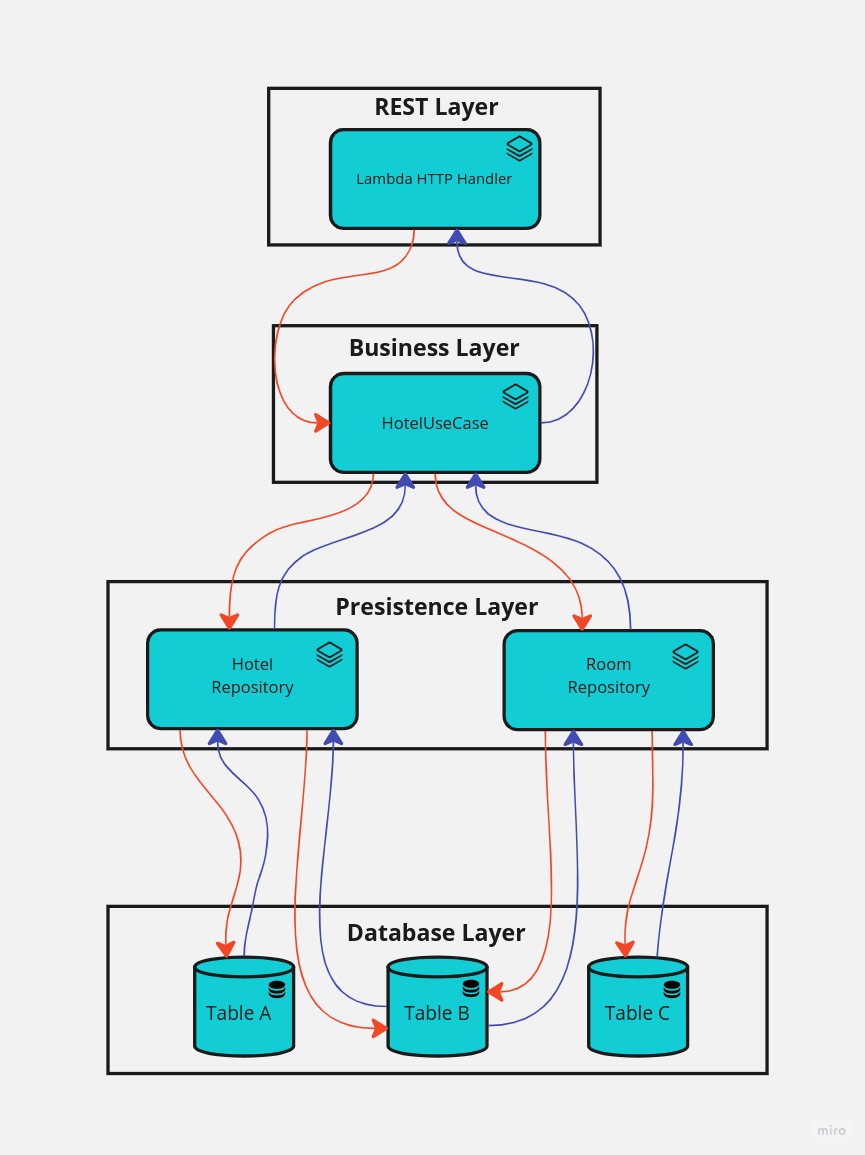 REST Layer
Lambda HTTP Handler
Business Layer
HotelUseCase
Presistence Layer
Hotel
Repository
Room
Repository
Database Layer
Table A
Table B
Table C
miro